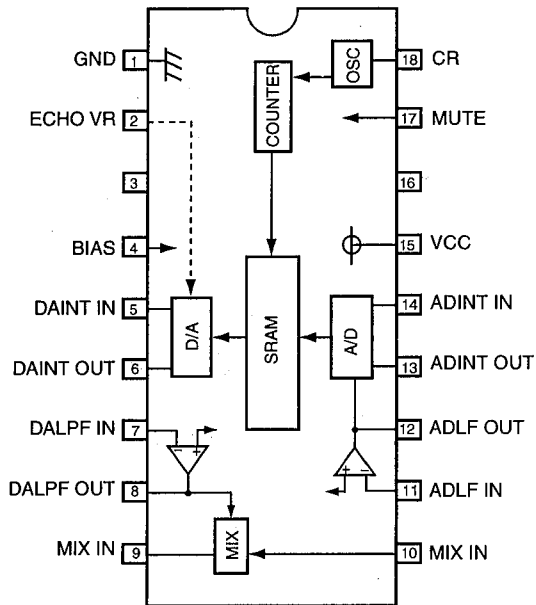 GND 1
ECHO VR 2
3
BIAS 4
DAINT IN 5
DAINT OUT 6
DALPF IN 7
DALPF OUT 8
MIX IN 9
OSC
COUNTER
D/A
SRAM
A/D
- +
+ -
MIX
18 CR
17 MUTE
16
15 VCC
14 ADINT IN
13 ADINT OUT
12 ADLF OUT
11 ADLF IN
10 MIX IN